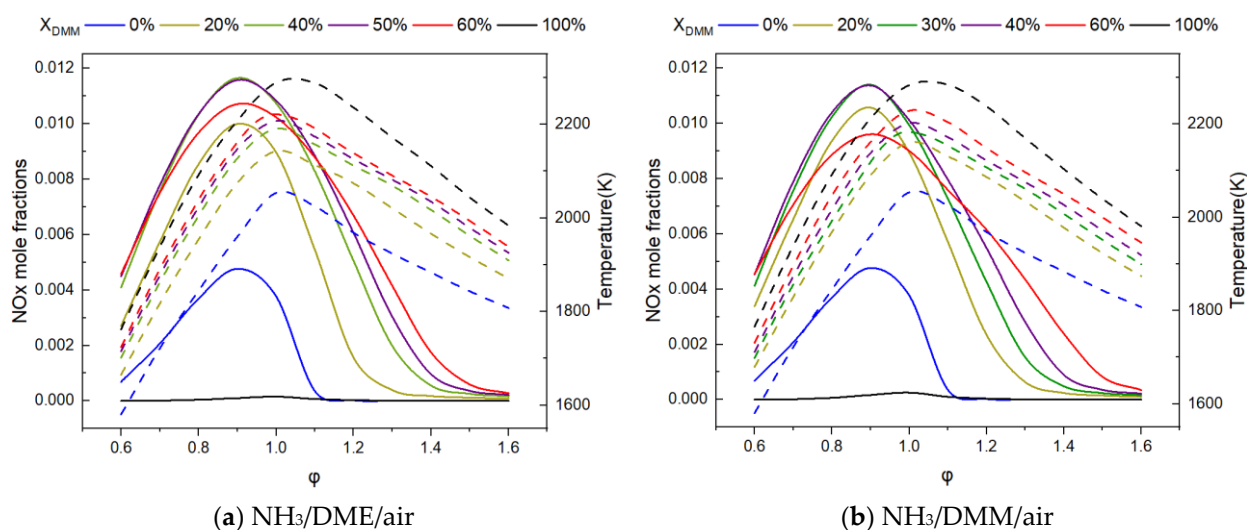 X_DMM 0% 20% 40% 50% 60% 100%
0.012
0.010
0.008
0.006
0.004
0.002
0.000
NOx mole fractions
2200
2000
1800
1600
Temperature(K)
0.6 0.8 1.0 1.2 1.4 1.6
φ
(a) NH₃/DME/air
X_DMM 0% 20% 30% 40% 60% 100%
0.012
0.010
0.008
0.006
0.004
0.002
0.000
NOx mole fractions
2200
2000
1800
1600
Temperature(K)
0.6 0.8 1.0 1.2 1.4 1.6
φ
(b) NH₃/DMM/air